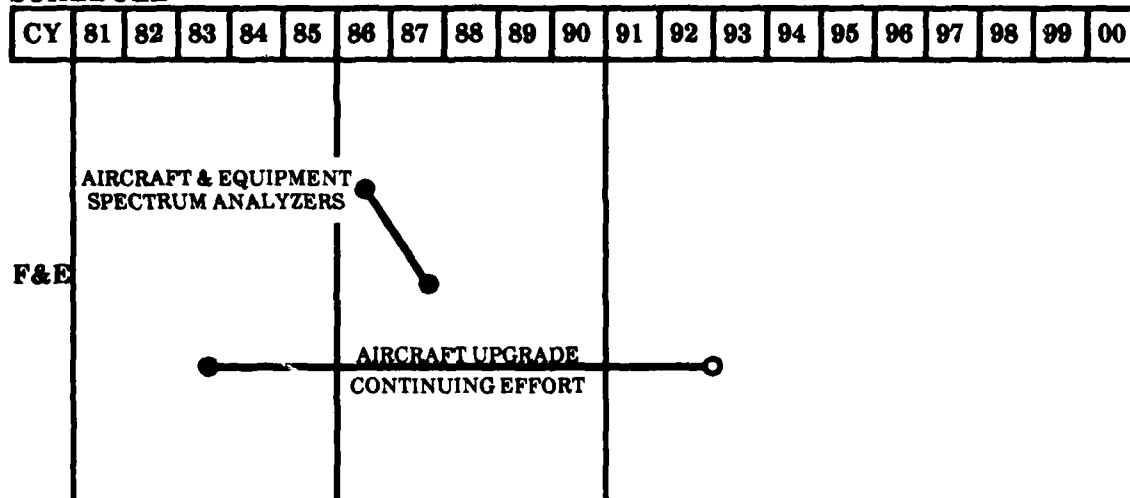 CY 81 82 83 84 85 86 87 88 89 90 91 92 93 94 95 96 97 98 99 00
AIRCRAFT & EQUIPMENT
SPECTRUM ANALYZERS
F&E
AIRCRAFT UPGRADE
CONTINUING EFFORT